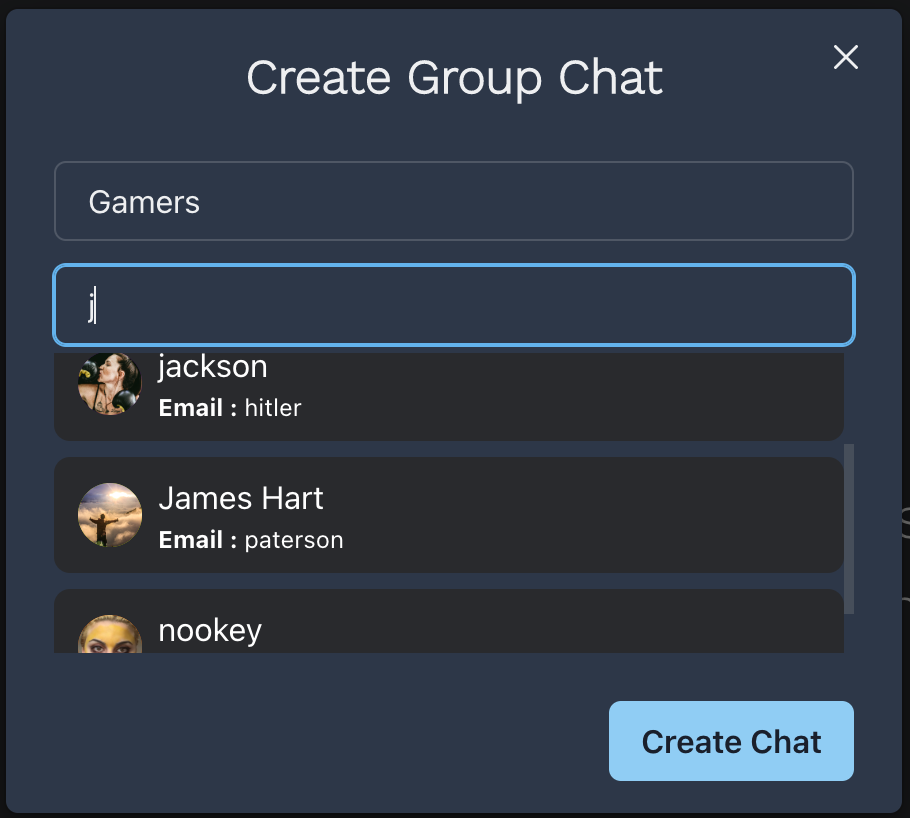 Create Group Chat
Gamers
j
jackson
Email : hitler
James Hart
Email : paterson
nookey
Create Chat